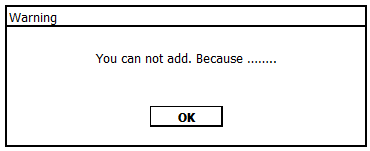 Warning
You can not add. Because ........
OK